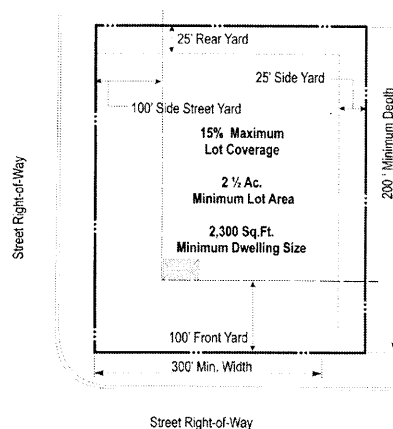 25' Rear Yard
25' Side Yard
100' Side Street Yard
15% Maximum
Lot Coverage
2 ½ Ac.
Minimum Lot Area
2,300 Sq.Ft.
Minimum Dwelling Size
200' Minimum Depth
Street Right-of-Way
100' Front Yard
300' Min. Width
Street Right-of-Way